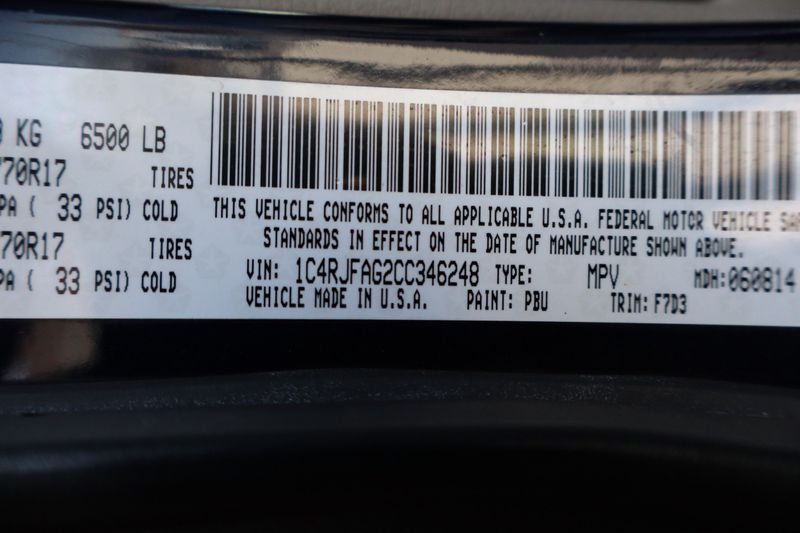 KG 6500 LB
70R17 TIRES
PA ( 33 PSI) COLD
70R17 TIRES
PA ( 33 PSI) COLD
THIS VEHICLE CONFORMS TO ALL APPLICABLE U.S.A. FEDERAL MOTOR VEHICLE SA
STANDARDS IN EFFECT ON THE DATE OF MANUFACTURE SHOWN ABOVE.
VIN: 1C4RJFAG2CC346248 TYPE: MPV MDH:060814
VEHICLE MADE IN U.S.A. PAINT: PBU TRIM: F7D3